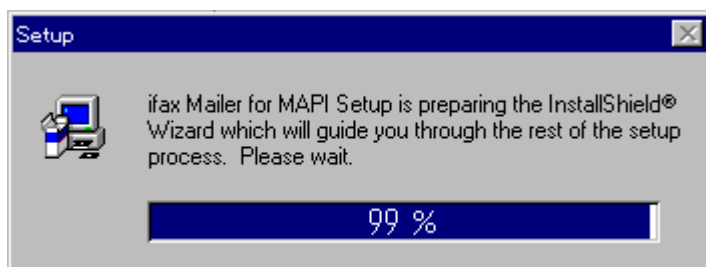 Setup
ifax Mailer for MAPI Setup is preparing the InstallShield®
Wizard which will guide you through the rest of the setup
process.  Please wait.
99 %